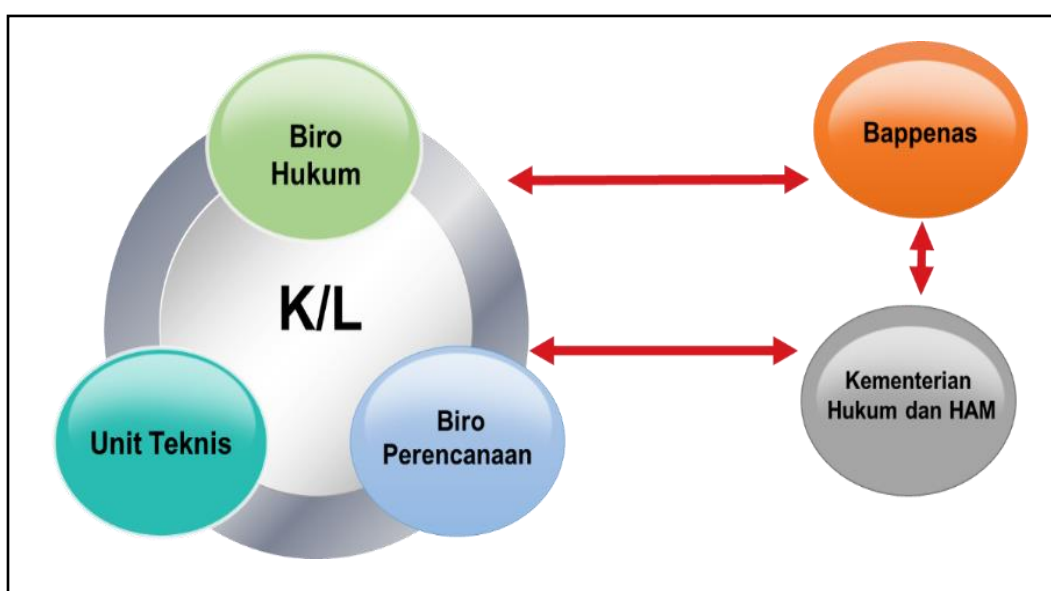 Biro
Hukum
K/L
Unit Teknis
Biro
Perencanaan
Bappenas
Kementerian
Hukum dan HAM